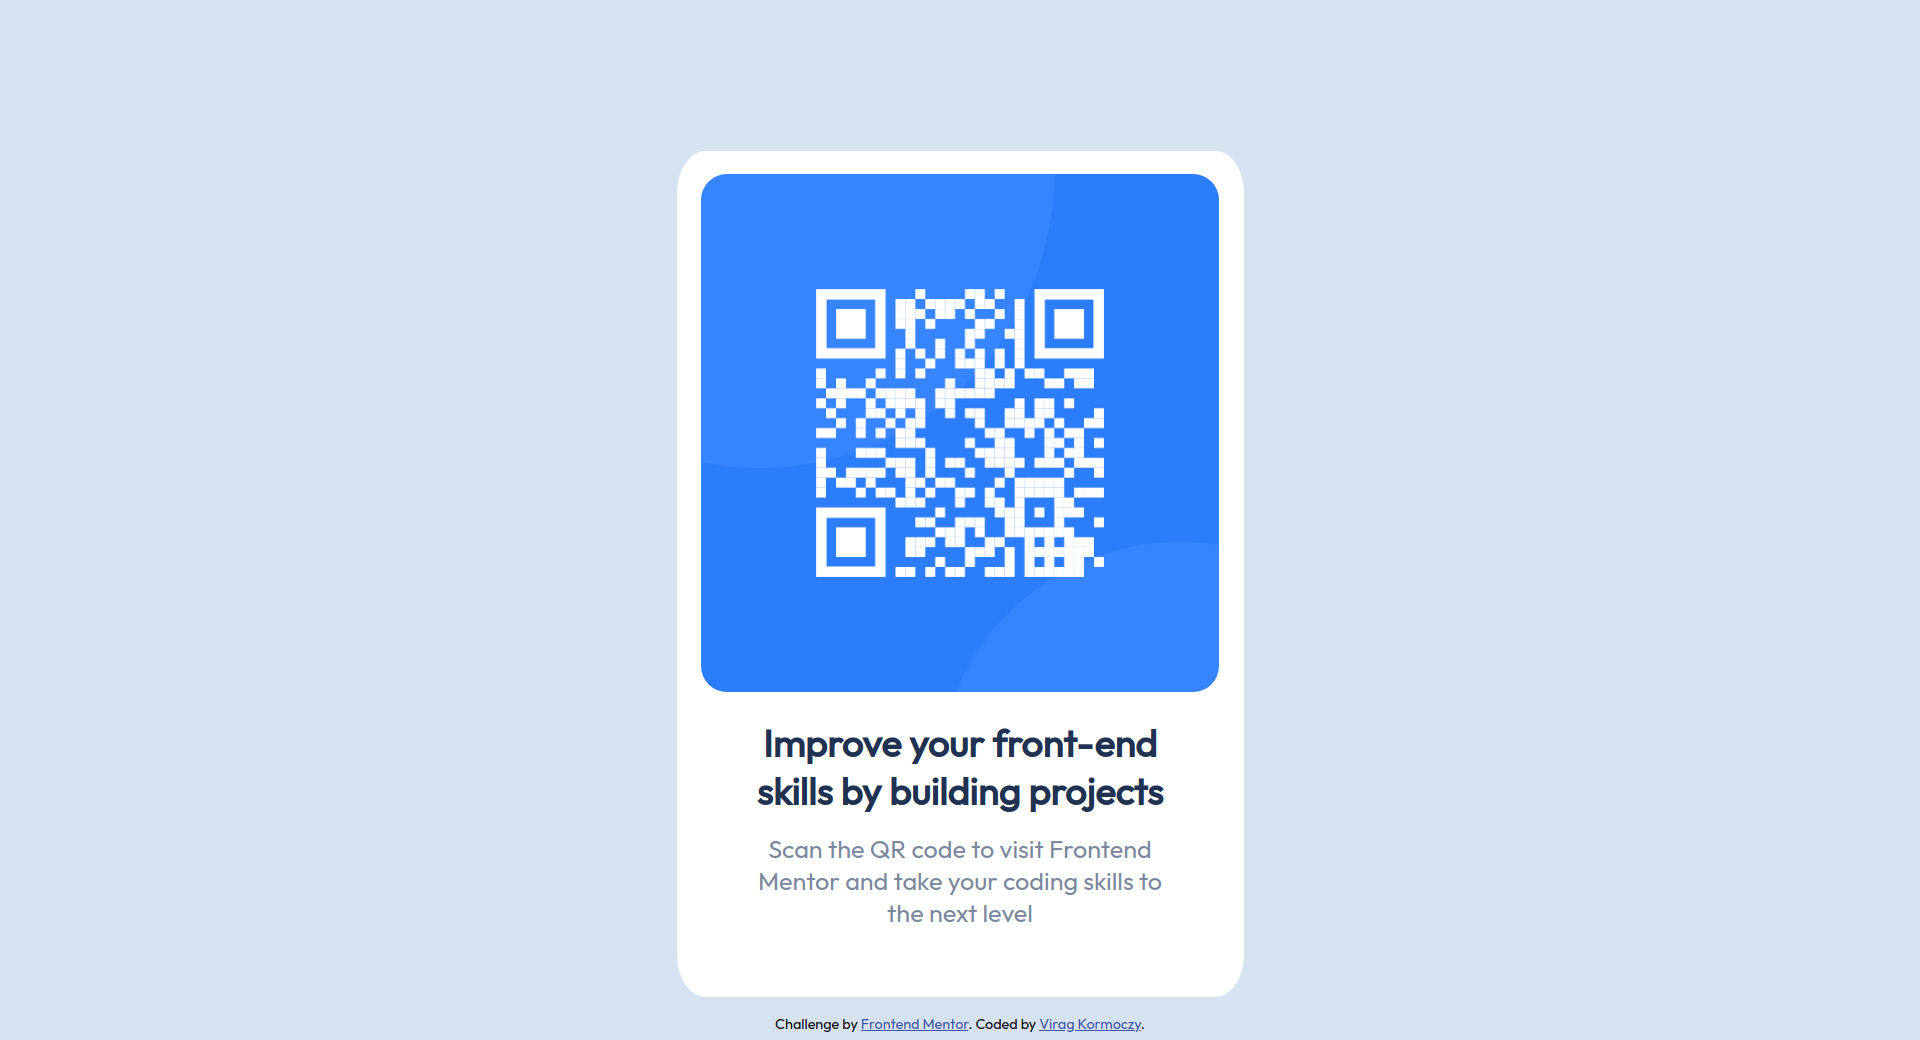 Improve your front-end
skills by building projects
Scan the QR code to visit Frontend
Mentor and take your coding skills to
the next level
Challenge by Frontend Mentor. Coded by Virag Kormoczy.